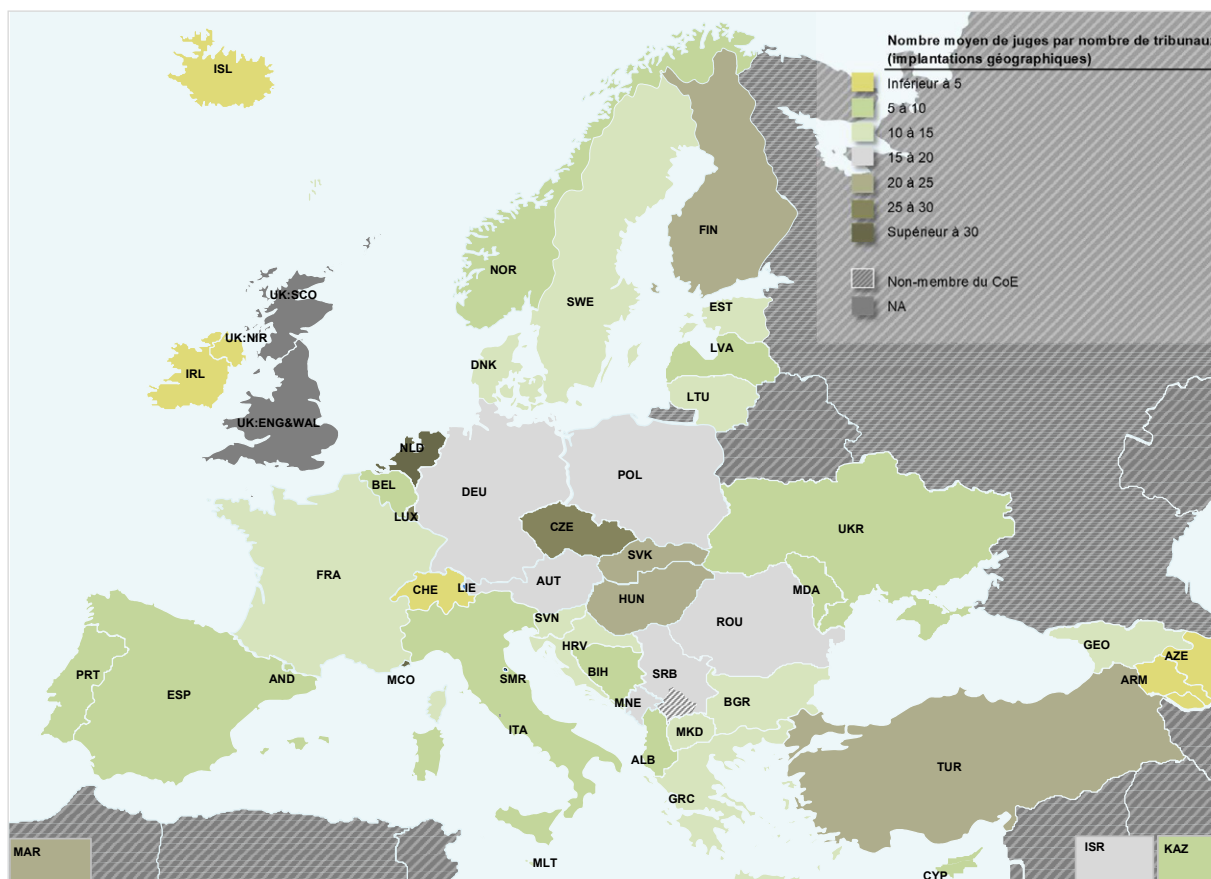 Nombre moyen de juges par nombre de tribunaux
(implantations géographiques)
Inférieur à 5
5 à 10
10 à 15
15 à 20
20 à 25
25 à 30
Supérieur à 30
Non-membre du CoE
NA
ISL
FIN
NOR
UK:SCO
SWE
EST
UK:NIR
LVA
DNK
IRL
LTU
UK:ENG&WAL
NLD
POL
BEL
DEU
LUX
CZE
UKR
SVK
FRA
AUT
CHE
LIE
MDA
HUN
SVN
ROU
HRV
GEO
AZE
PRT
ESP
AND
MCO
SMR
BIH
SRB
ARM
MNE
BGR
ITA
MKD
ALB
TUR
GRC
MAR
MLT
CYP
ISR
KAZ